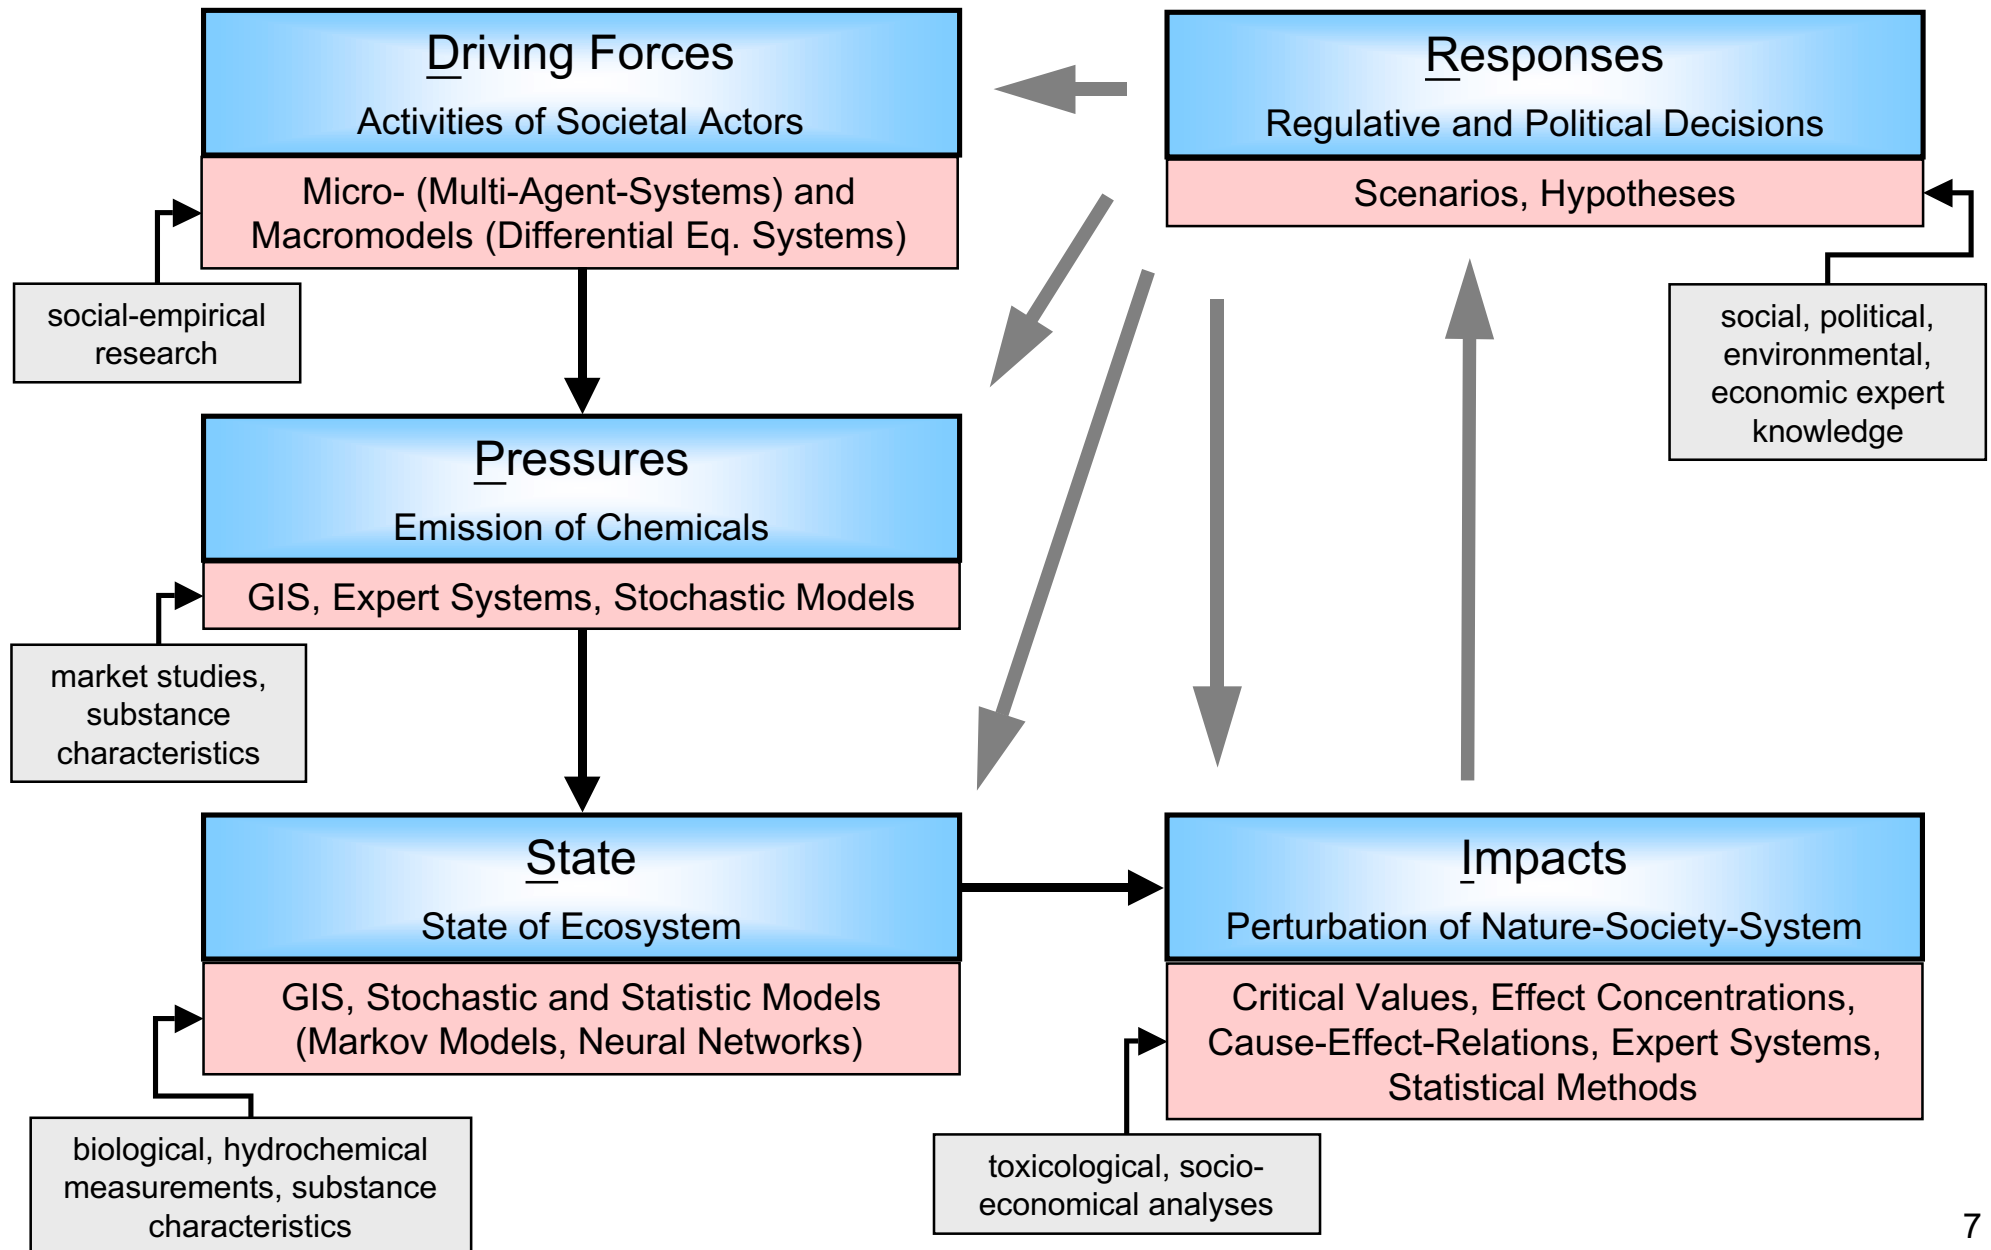 Driving Forces
Activities of Societal Actors
Micro- (Multi-Agent-Systems) and
Macromodels (Differential Eq. Systems)
social-empirical
research
Responses
Regulative and Political Decisions
Scenarios, Hypotheses
social, political,
environmental,
economic expert
knowledge
Pressures
Emission of Chemicals
GIS, Expert Systems, Stochastic Models
market studies,
substance
characteristics
State
State of Ecosystem
GIS, Stochastic and Statistic Models
(Markov Models, Neural Networks)
biological, hydrochemical
measurements, substance
characteristics
Impacts
Perturbation of Nature-Society-System
Critical Values, Effect Concentrations,
Cause-Effect-Relations, Expert Systems,
Statistical Methods
toxicological, socio-
economical analyses
7